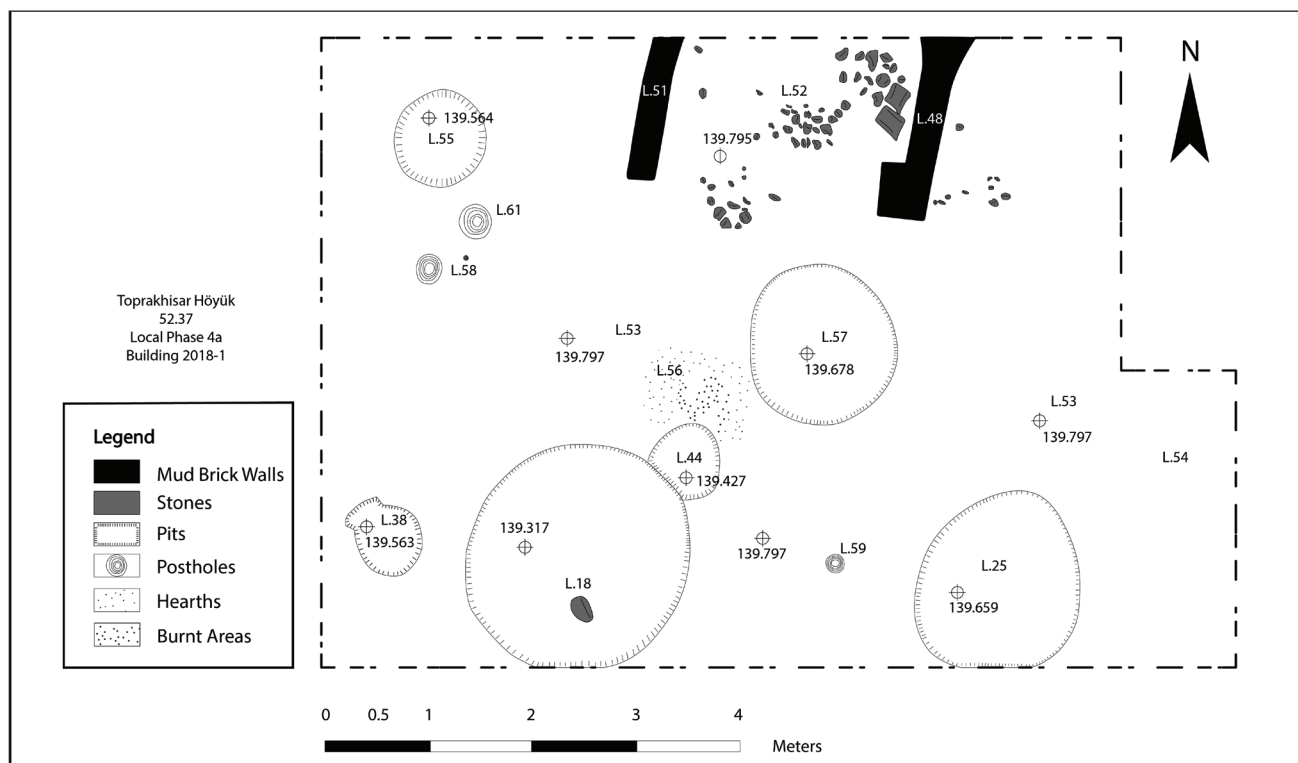 L.51
L.52
L.48
N
139.564
L.55
139.795
L.61
L.58
Toprakhisar Höyük
52.37
Local Phase 4a
Building 2018-1
L.53
139.797
L.57
139.678
L.56
L.53
139.797
L.54
L.44
139.427
L.38
139.563
139.317
L.18
139.797
L.59
L.25
139.659
Legend
Mud Brick Walls
Stones
Pits
Postholes
Hearths
Burnt Areas
0 0.5 1 2 3 4
Meters